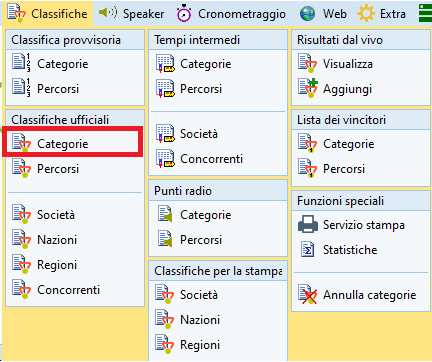 Classifiche Speaker Cronometraggio Web Extra
Classifica provvisoria
Categorie
Percorsi
Classifiche ufficiali
Categorie
Percorsi
Società
Nazioni
Regioni
Concorrenti
Tempi intermedi
Categorie
Percorsi
Società
Concorrenti
Punti radio
Categorie
Percorsi
Classifiche per la stampa
Società
Nazioni
Regioni
Risultati dal vivo
Visualizza
Aggiungi
Lista dei vincitori
Categorie
Percorsi
Funzioni speciali
Servizio stampa
Statistiche
Annulla categorie